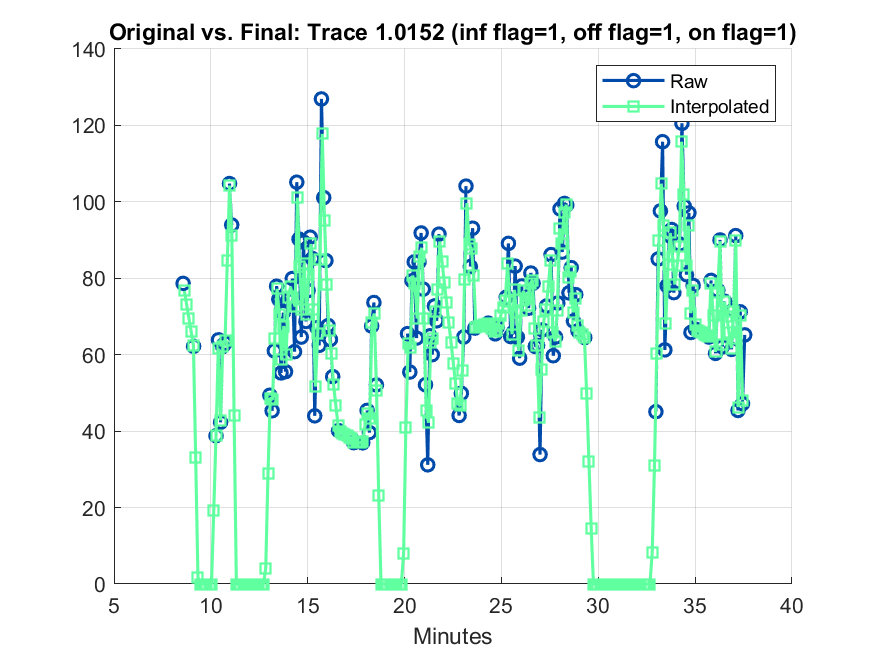 Original vs. Final: Trace 1.0152 (inf flag=1, off flag=1, on flag=1)
140
120
100
80
60
40
20
0
Raw
Interpolated
5 10 15 20 25 30 35 40
Minutes